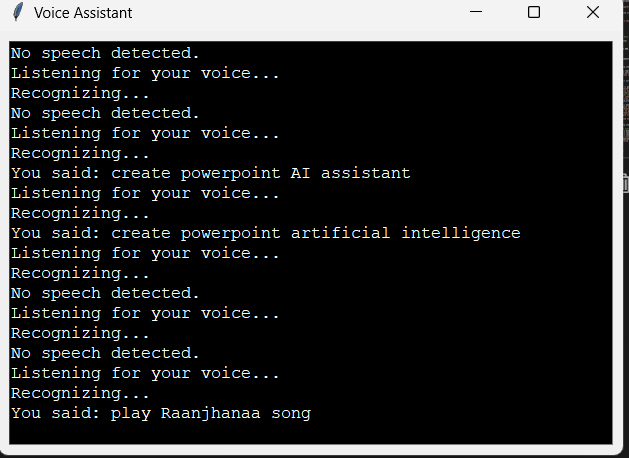 Voice Assistant
No speech detected.
Listening for your voice...
Recognizing...
No speech detected.
Listening for your voice...
Recognizing...
You said: create powerpoint AI assistant
Listening for your voice...
Recognizing...
You said: create powerpoint artificial intelligence
Listening for your voice...
Recognizing...
No speech detected.
Listening for your voice...
Recognizing...
No speech detected.
Listening for your voice...
Recognizing...
You said: play Raanjhanaa song